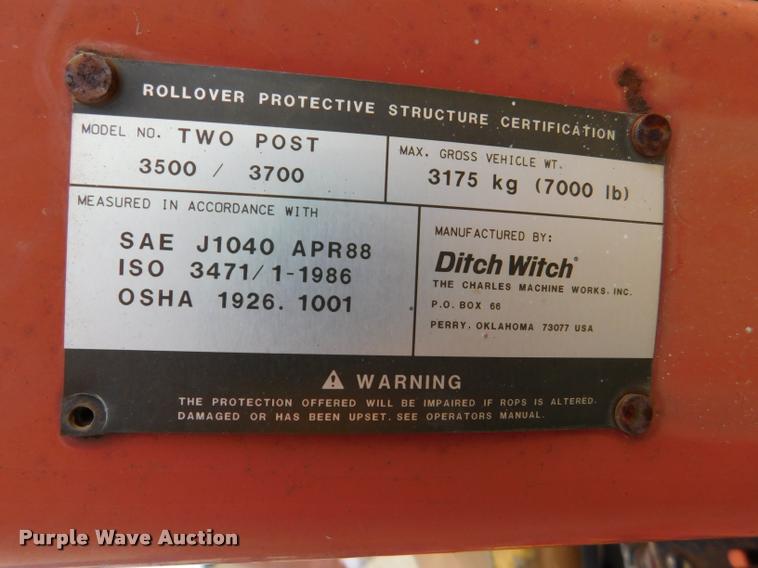 ROLLOVER PROTECTIVE STRUCTURE CERTIFICATION
MODEL NO. TWO POST
3500 / 3700
MAX. GROSS VEHICLE WT.
3175 kg (7000 lb)
MEASURED IN ACCORDANCE WITH
SAE J1040 APR88
ISO 3471/1-1986
OSHA 1926.1001
MANUFACTURED BY:
Ditch Witch®
THE CHARLES MACHINE WORKS, INC.
P.O. BOX 66
PERRY, OKLAHOMA 73077 USA
⚠ WARNING
THE PROTECTION OFFERED WILL BE IMPAIRED IF ROPS IS ALTERED.
DAMAGED OR HAS BEEN UPSET. SEE OPERATORS MANUAL.
Purple Wave Auction